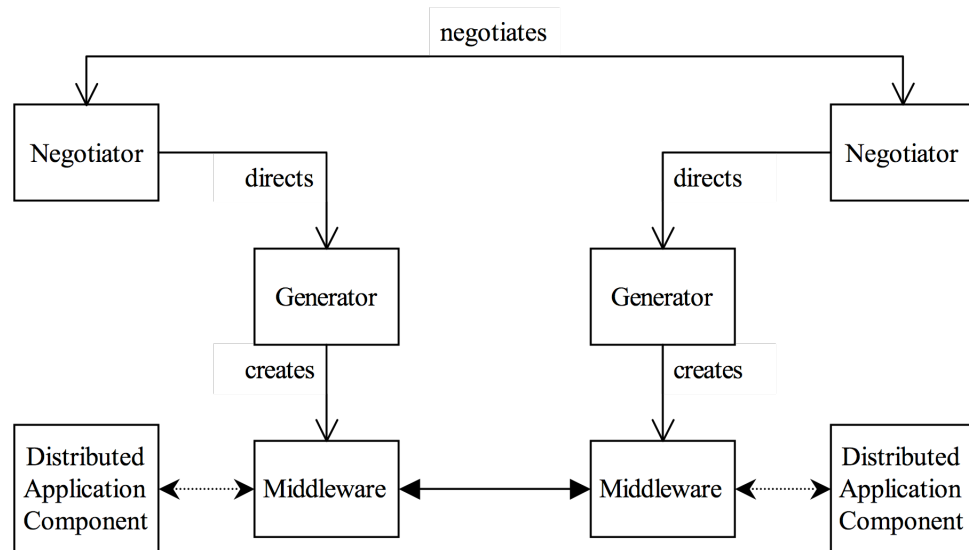 negotiates
Negotiator
Negotiator
directs
directs
Generator
Generator
creates
creates
Distributed
Application
Component
Middleware
Middleware
Distributed
Application
Component